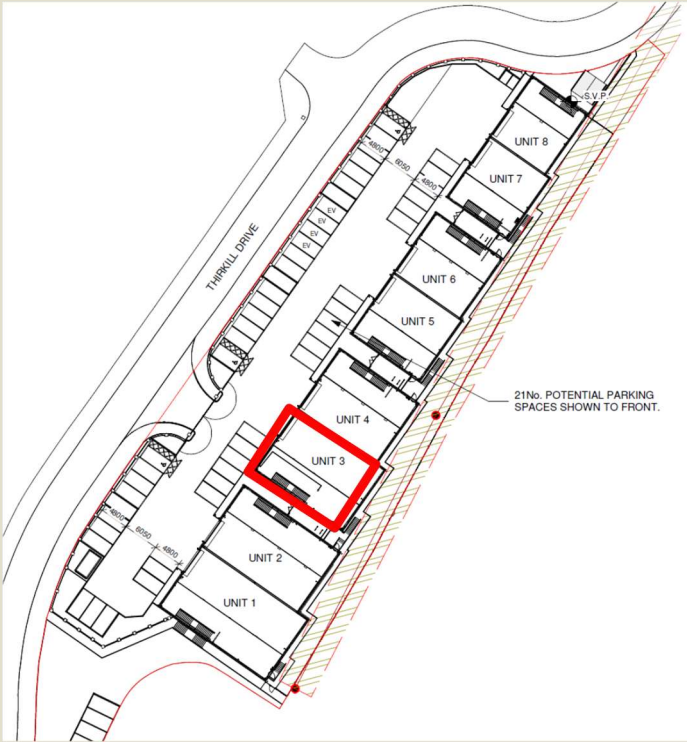 S.V.P.
UNIT 8
4800
6050
4800
UNIT 7
EV
EV
EV
EV
THIRKILL DRIVE
UNIT 6
UNIT 5
21No. POTENTIAL PARKING
SPACES SHOWN TO FRONT.
UNIT 4
UNIT 3
4800
6050
4800
UNIT 2
UNIT 1